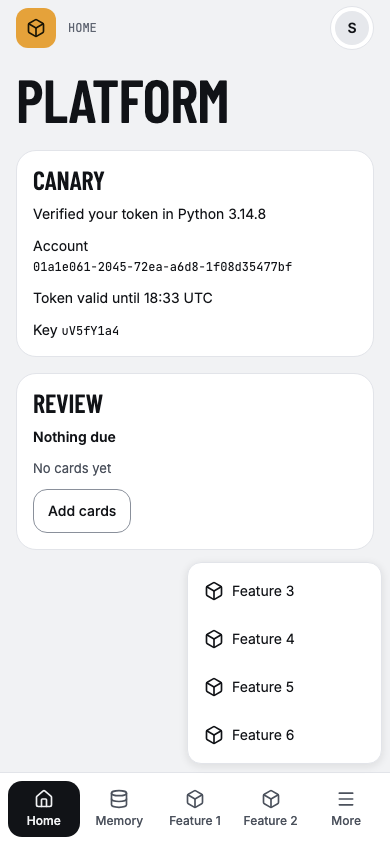 HOME
S
PLATFORM
CANARY
Verified your token in Python 3.14.8
Account
01a1e061-2045-72ea-a6d8-1f08d35477bf
Token valid until 18:33 UTC
Key uV5fY1a4
REVIEW
Nothing due
No cards yet
Add cards
Feature 3
Feature 4
Feature 5
Feature 6
Home
Memory
Feature 1
Feature 2
More